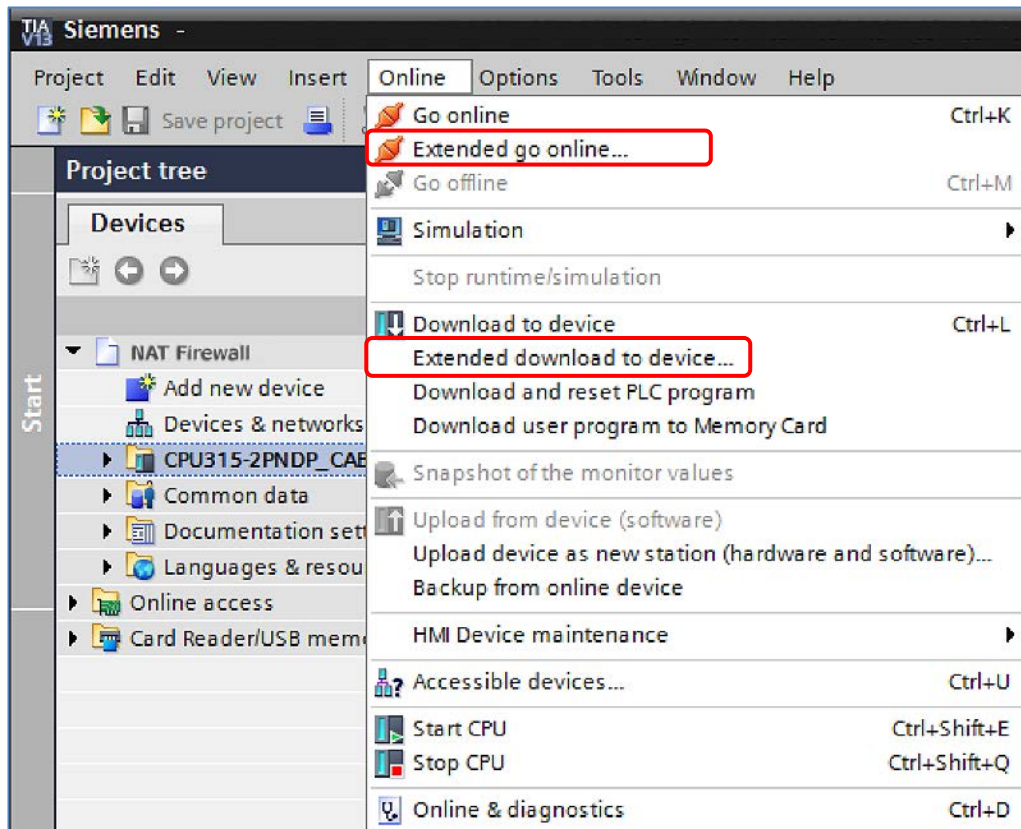 TIA V13 Siemens -
Project Edit View Insert Online Options Tools Window Help
Save project
Go online Ctrl+K
Extended go online...
Go offline Ctrl+M
Simulation
Stop runtime/simulation
Download to device Ctrl+L
Extended download to device...
Download and reset PLC program
Download user program to Memory Card
Snapshot of the monitor values
Upload from device (software)
Upload device as new station (hardware and software)...
Backup from online device
HMI Device maintenance
Accessible devices... Ctrl+U
Start CPU Ctrl+Shift+E
Stop CPU Ctrl+Shift+Q
Online & diagnostics Ctrl+D
Start
Project tree
Devices
NAT Firewall
Add new device
Devices & networks
CPU315-2PNDP_CAB
Common data
Documentation sett
Languages & resou
Online access
Card Reader/USB memo